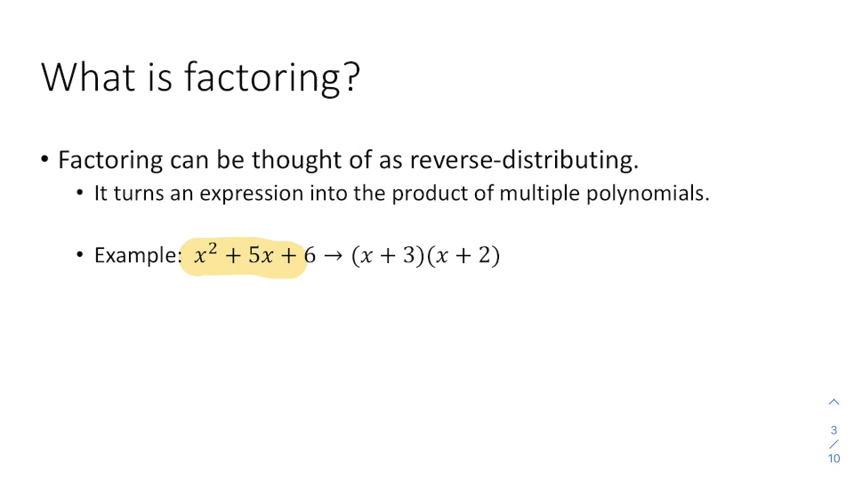 What is factoring?
• Factoring can be thought of as reverse-distributing.
• It turns an expression into the product of multiple polynomials.
• Example: x² + 5x + 6 → (x + 3)(x + 2)
3
/
10